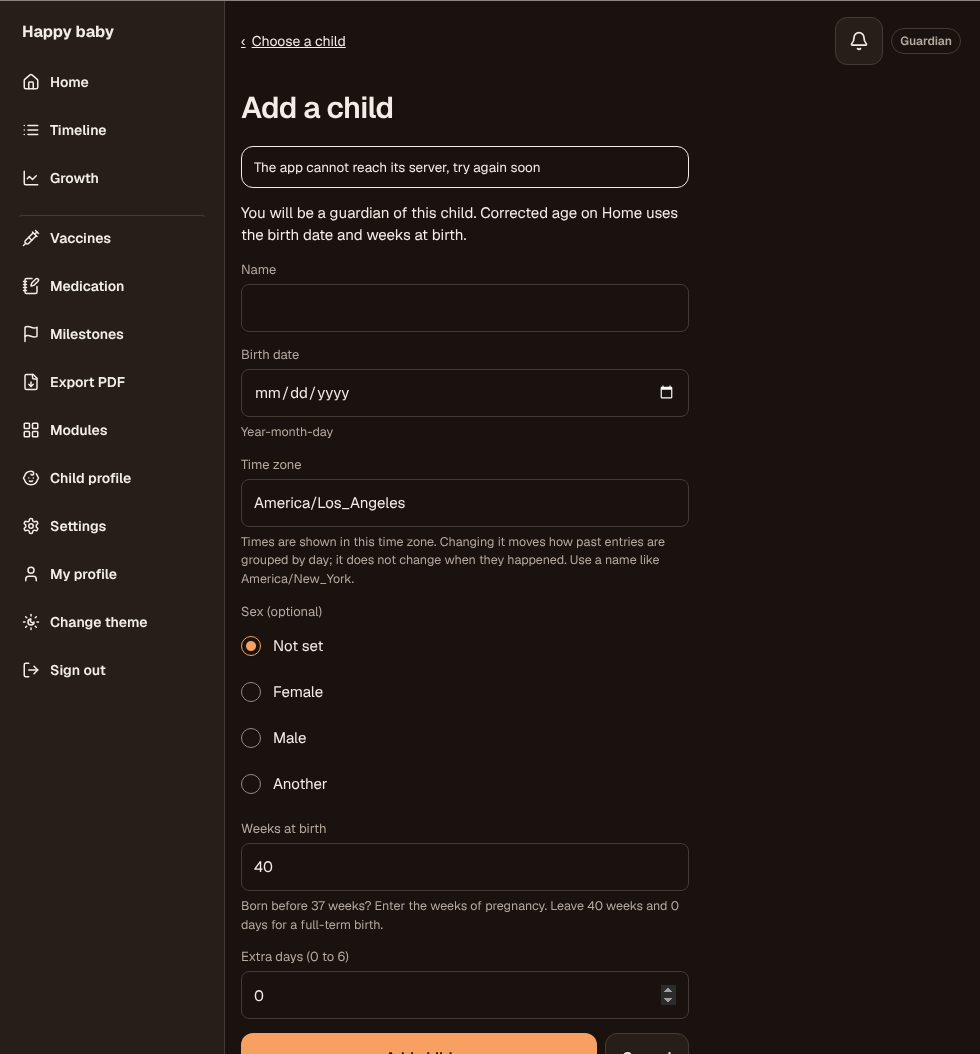 Happy baby
Home
Timeline
Growth
Vaccines
Medication
Milestones
Export PDF
Modules
Child profile
Settings
My profile
Change theme
Sign out
‹ Choose a child
Guardian
Add a child
The app cannot reach its server, try again soon
You will be a guardian of this child. Corrected age on Home uses
the birth date and weeks at birth.
Name
Birth date
mm/dd/yyyy
Year-month-day
Time zone
America/Los_Angeles
Times are shown in this time zone. Changing it moves how past entries are
grouped by day; it does not change when they happened. Use a name like
America/New_York.
Sex (optional)
Not set
Female
Male
Another
Weeks at birth
40
Born before 37 weeks? Enter the weeks of pregnancy. Leave 40 weeks and 0
days for a full-term birth.
Extra days (0 to 6)
0